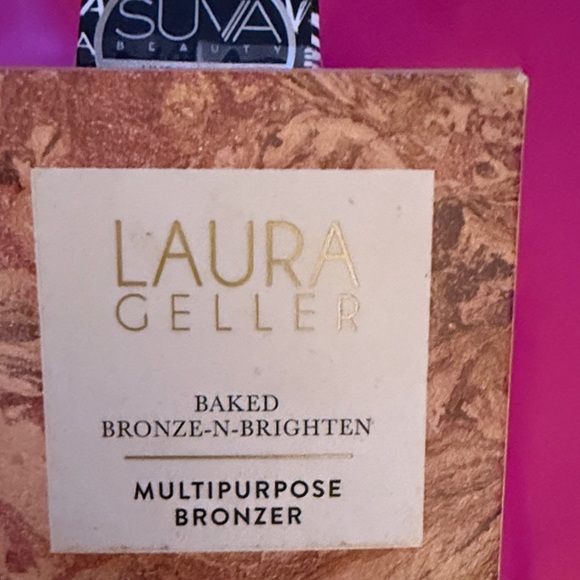 SUVA
BEAUTY
LAURA
GELLER
BAKED
BRONZE-N-BRIGHTEN
MULTIPURPOSE
BRONZER